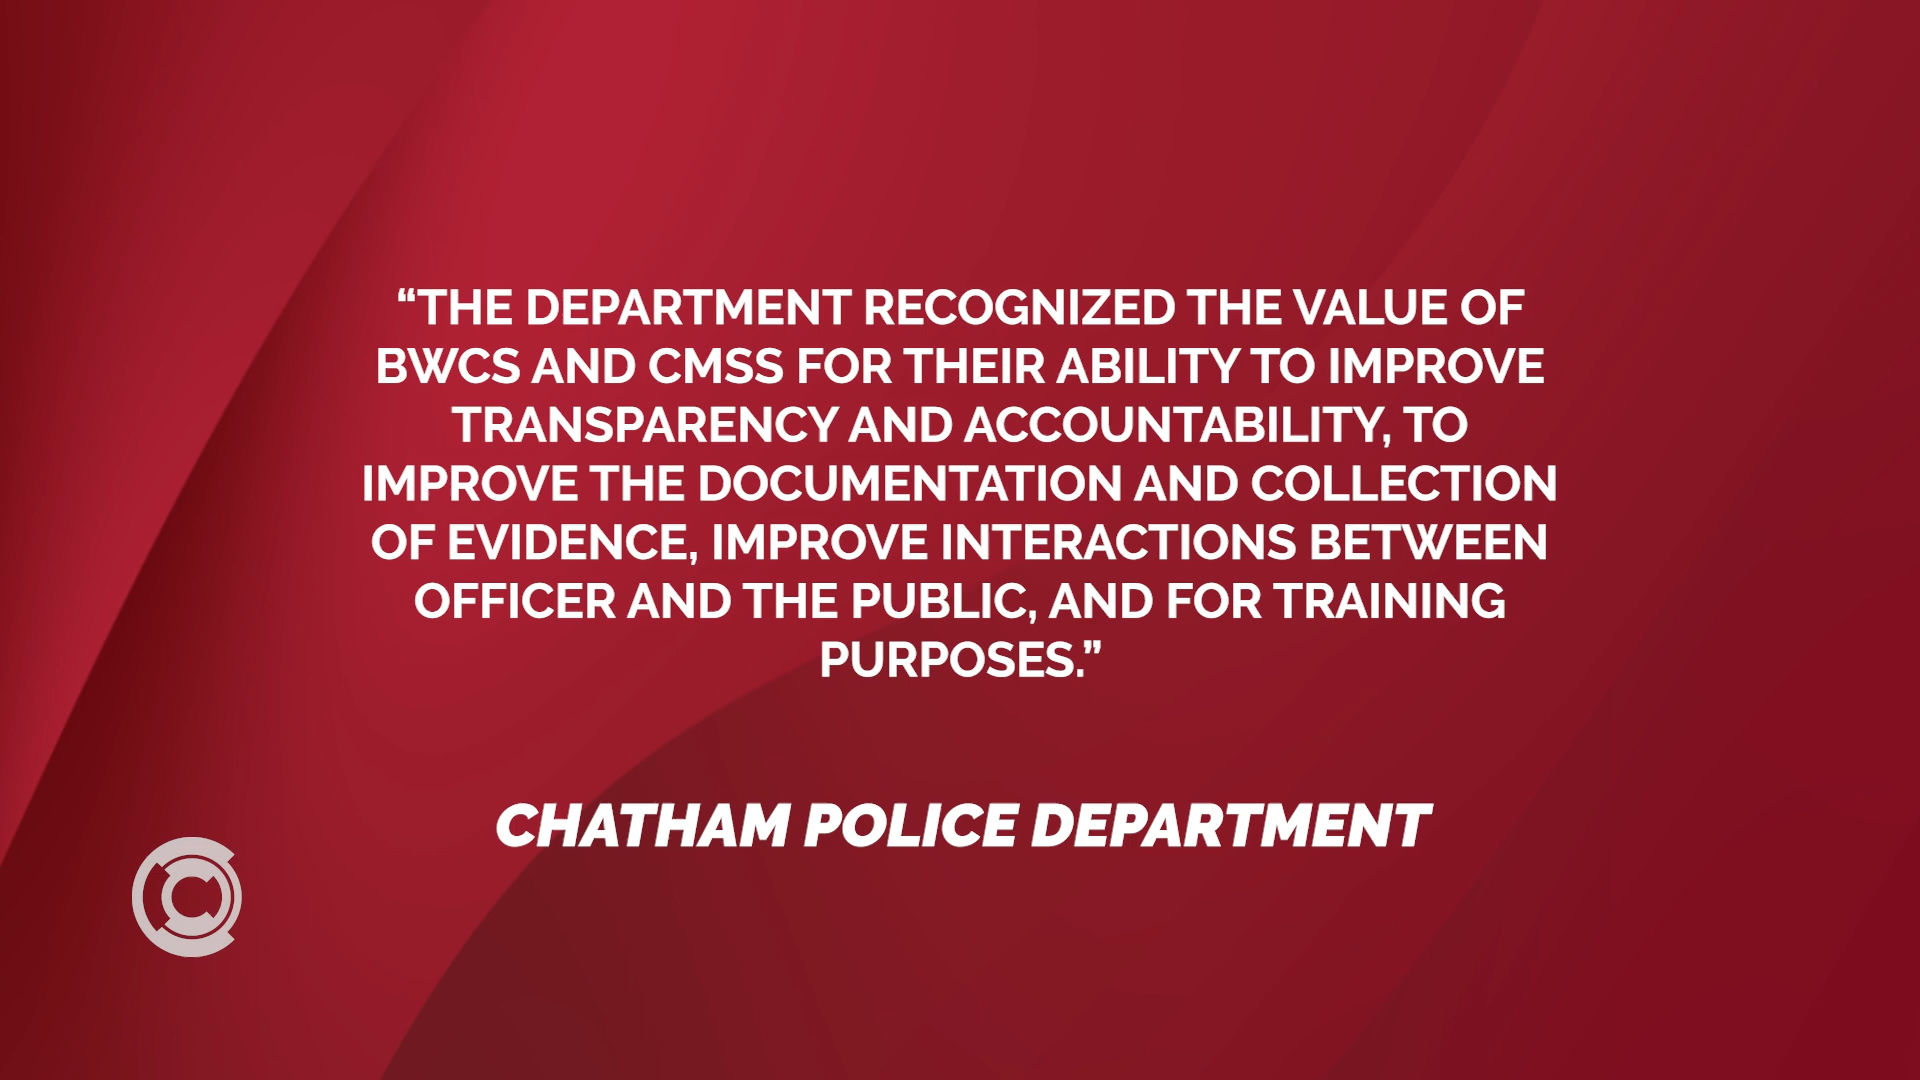 “THE DEPARTMENT RECOGNIZED THE VALUE OF
BWCS AND CMSS FOR THEIR ABILITY TO IMPROVE
TRANSPARENCY AND ACCOUNTABILITY, TO
IMPROVE THE DOCUMENTATION AND COLLECTION
OF EVIDENCE, IMPROVE INTERACTIONS BETWEEN
OFFICER AND THE PUBLIC, AND FOR TRAINING
PURPOSES.”
CHATHAM POLICE DEPARTMENT